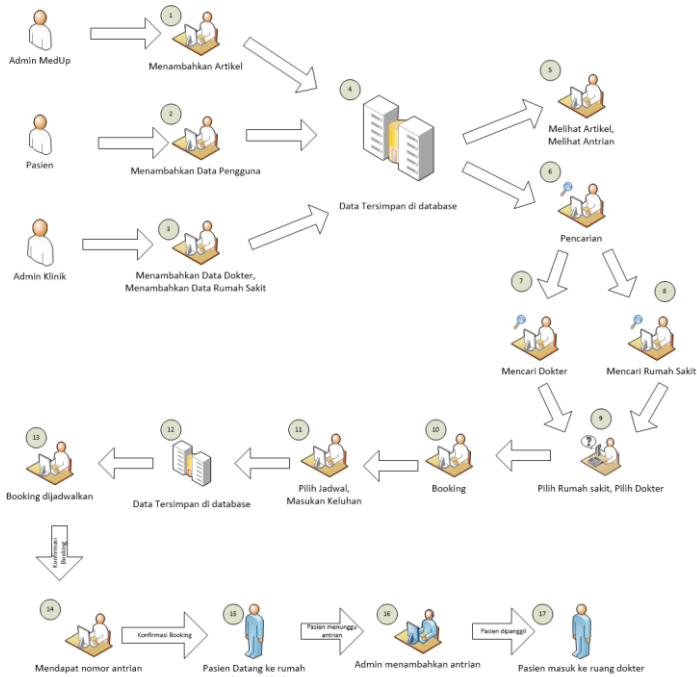 1
Admin MedUp
Menambahkan Artikel
2
Pasien
Menambahkan Data Pengguna
3
Admin Klinik
Menambahkan Data Dokter,
Menambahkan Data Rumah Sakit
4
Data Tersimpan di database
5
Melihat Artikel,
Melihat Antrian
6
Pencarian
7
Mencari Dokter
8
Mencari Rumah Sakit
9
Pilih Rumah sakit, Pilih Dokter
10
Booking
11
Pilih Jadwal,
Masukan Keluhan
12
Data Tersimpan di database
13
Booking dijadwalkan
Konfirmasi
Booking
14
Mendapat nomor antrian
Konfirmasi Booking
15
Pasien Datang ke rumah
Pasien menunggu
antrian
16
Admin menambahkan antrian
Pasien dipanggil
17
Pasien masuk ke ruang dokter